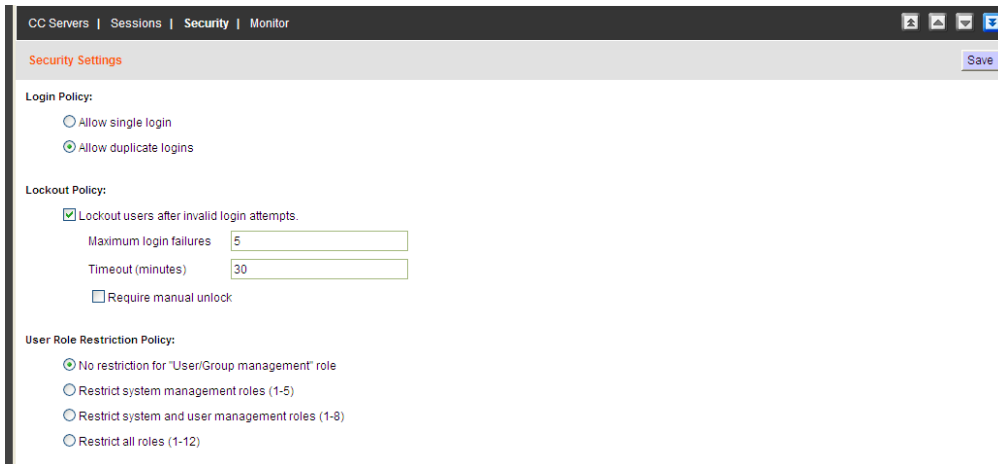 CC Servers | Sessions | Security | Monitor
Security Settings
Save
Login Policy:
Allow single login
Allow duplicate logins
Lockout Policy:
Lockout users after invalid login attempts.
Maximum login failures 5
Timeout (minutes) 30
Require manual unlock
User Role Restriction Policy:
No restriction for "User/Group management" role
Restrict system management roles (1-5)
Restrict system and user management roles (1-8)
Restrict all roles (1-12)